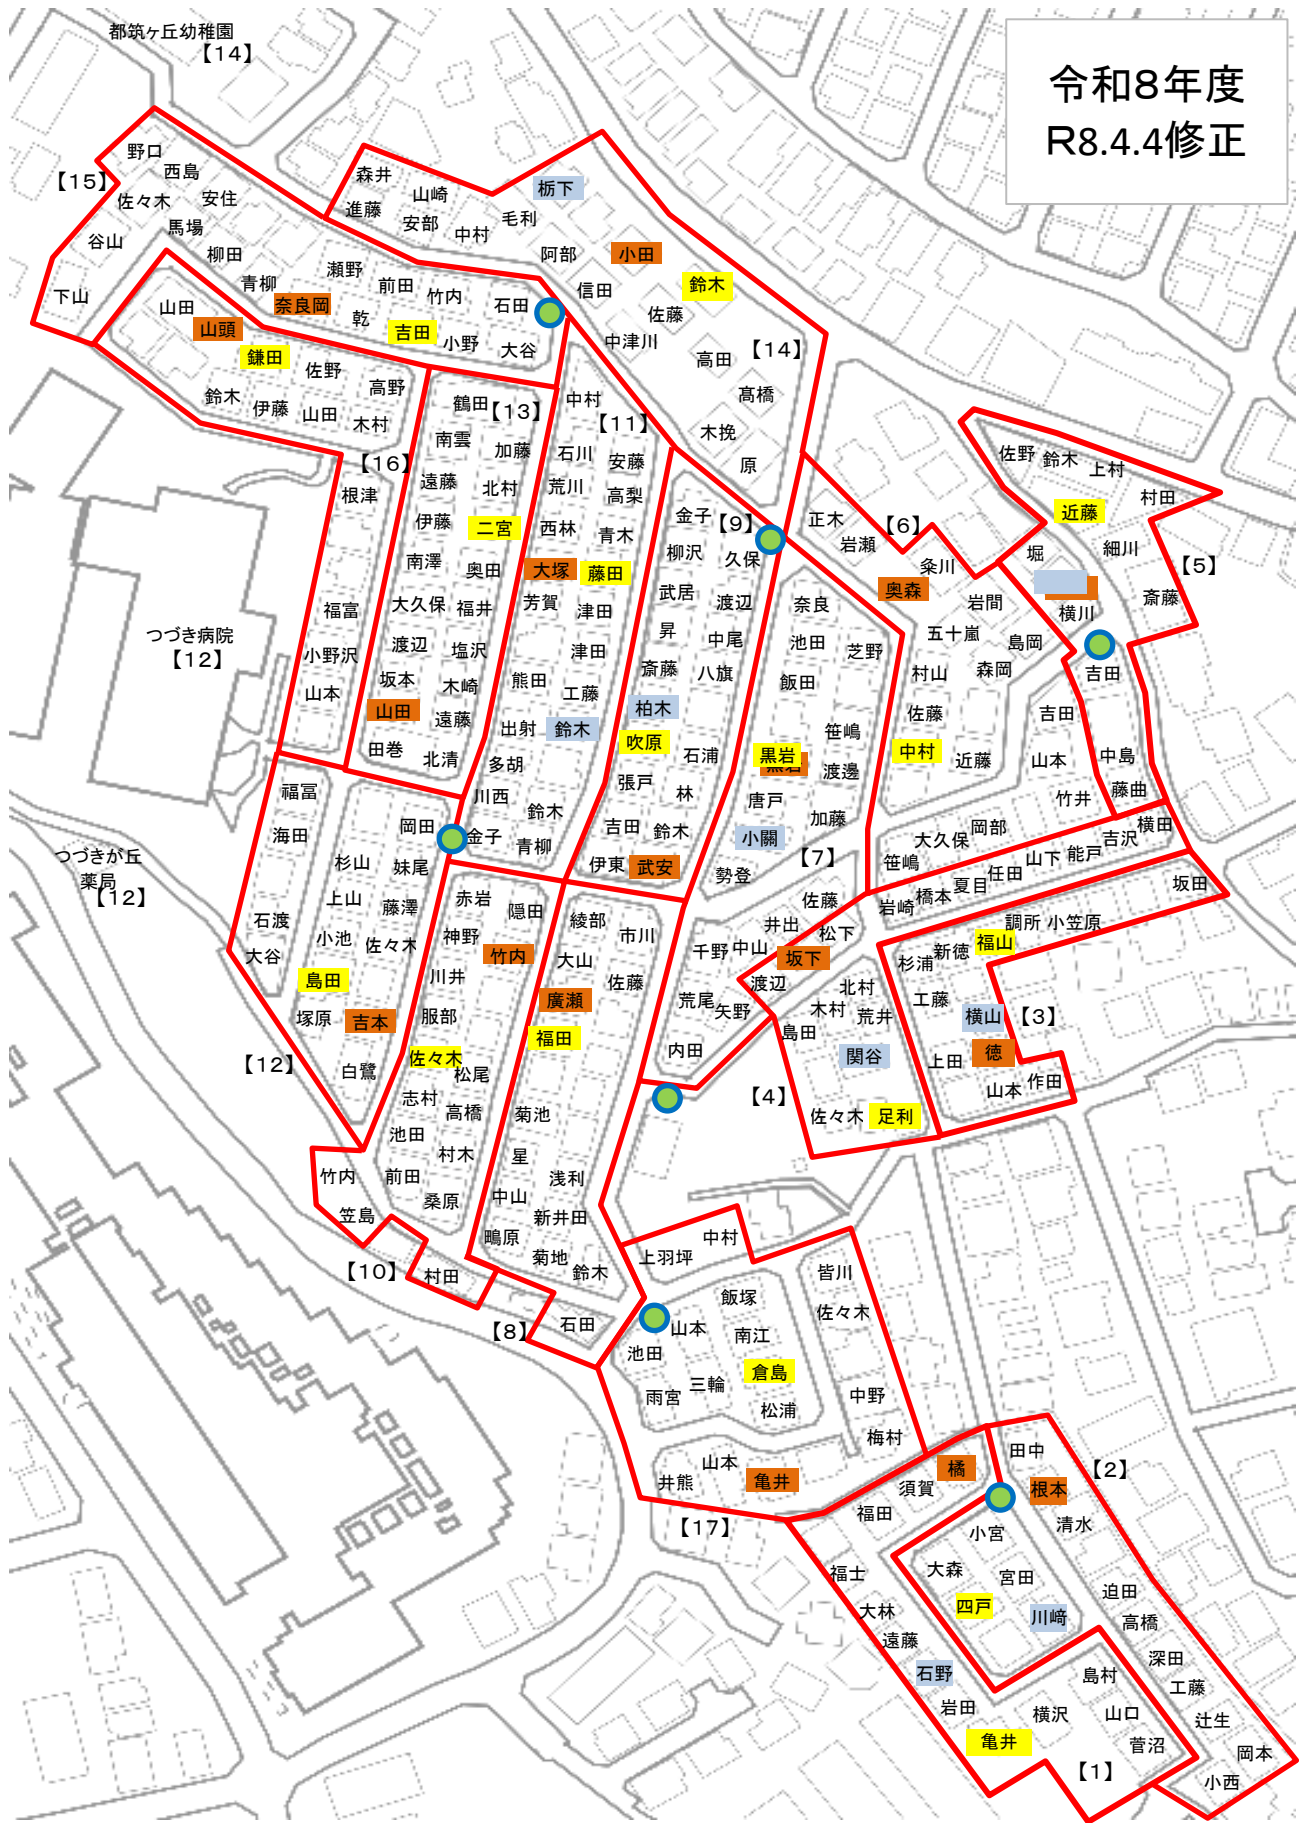 都筑ヶ丘幼稚園
【14】
令和8年度
R8.4.4修正
野口
西島
【15】
佐々木
安住
馬場
谷山
柳田
下山
青柳
奈良岡
瀬野
前田
竹内
乾
吉田
小野
石田
大谷
森井
進藤
山崎
安部
中村
毛利
栃下
阿部
小田
信田
鈴木
佐藤
中津川
高田
【14】
髙橋
木挽
原
山田
山頭
鎌田
佐野
高野
鈴木
伊藤
山田
木村
【16】
根津
福富
小野沢
山本
つづき病院
【12】
鶴田
【13】
南雲
加藤
遠藤
北村
伊藤
二宮
南澤
奥田
大久保
福井
渡辺
塩沢
坂本
木崎
山田
遠藤
田巻
北清
中村
【11】
石川
安藤
荒川
高梨
西林
青木
大塚
藤田
芳賀
津田
津田
熊田
工藤
出射
鈴木
多胡
川西
鈴木
金子
青柳
金子
【9】
柳沢
久保
武居
渡辺
昇
中尾
斎藤
八旗
柏木
吹原
石浦
張戸
林
吉田
鈴木
伊東
武安
正木
【6】
岩瀬
粂川
奥森
岩間
五十嵐
島岡
村山
森岡
佐藤
中村
近藤
吉田
山本
竹井
岡部
大久保
笹嶋
佐野
鈴木
上村
村田
近藤
細川
【5】
堀
斎藤
横川
吉田
中島
藤曲
横田
吉沢
能戸
山下
任田
夏目
橋本
岩崎
奈良
池田
芝野
飯田
笹嶋
黒岩
渡邊
唐戸
加藤
小關
【7】
勢登
佐藤
井出
松下
千野
中山
坂下
渡辺
荒尾
矢野
内田
北村
木村
荒井
島田
関谷
【4】
佐々木
足利
坂田
調所
小笠原
福山
新徳
杉浦
工藤
横山
【3】
徳
上田
作田
山本
福冨
海田
岡田
杉山
妹尾
上山
藤澤
石渡
小池
佐々木
大谷
島田
塚原
吉本
【12】
白鷺
つづきが丘
薬局
【12】
赤岩
隠田
神野
竹内
川井
服部
佐々木
松尾
志村
高橋
池田
村木
前田
桑原
竹内
笠島
【10】
村田
綾部
市川
大山
佐藤
廣瀬
福田
菊池
星
浅利
中山
新井田
鴫原
菊地
鈴木
【8】
石田
上羽坪
中村
皆川
飯塚
佐々木
山本
南江
池田
倉島
三輪
雨宮
松浦
中野
梅村
山本
井熊
亀井
【17】
橘
須賀
福田
田中
【2】
根本
清水
小宮
大森
宮田
四戸
川﨑
迫田
高橋
深田
工藤
辻生
岡本
小西
福士
大林
遠藤
石野
岩田
亀井
横沢
島村
山口
菅沼
【1】